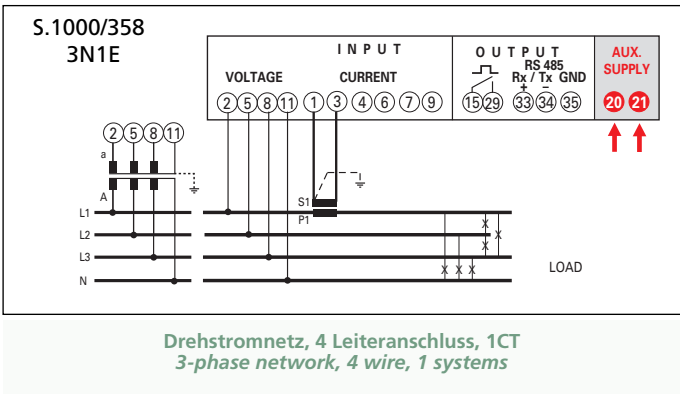 S.1000/358
3N1E
I N P U T
VOLTAGE CURRENT
2 5 8 11 1 3 4 6 7 9
O U T P U T
RS 485
Rx / Tx GND
+ −
15 29 33 34 35
AUX.
SUPPLY
20 21
2 5 8 11
a
A
S1
P1
L1
L2
L3
N
X
X X
X
X X X
LOAD
Drehstromnetz, 4 Leiteranschluss, 1CT
3-phase network, 4 wire, 1 systems